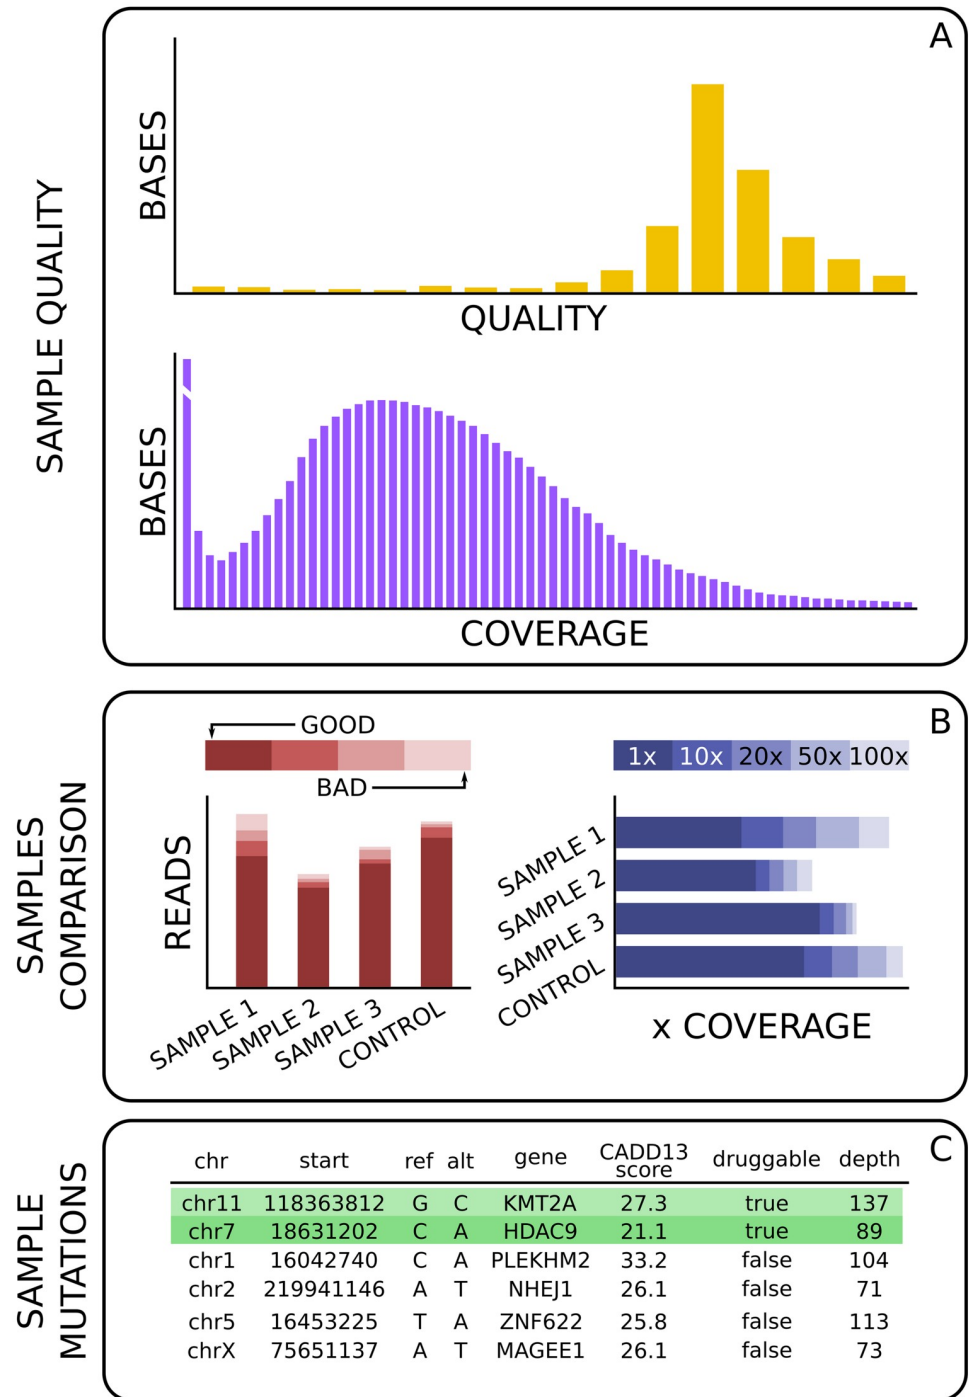 A
SAMPLE QUALITY
BASES
QUALITY
BASES
COVERAGE
B
SAMPLES
COMPARISON
GOOD
BAD
READS
SAMPLE 1
SAMPLE 2
SAMPLE 3
CONTROL
1x 10x 20x 50x 100x
SAMPLE 1
SAMPLE 2
SAMPLE 3
CONTROL
x COVERAGE
C
SAMPLE
MUTATIONS
chr start ref alt gene CADD13 score druggable depth
chr11 118363812 G C KMT2A 27.3 true 137
chr7 18631202 C A HDAC9 21.1 true 89
chr1 16042740 C A PLEKHM2 33.2 false 104
chr2 219941146 A T NHEJ1 26.1 false 71
chr5 16453225 T A ZNF622 25.8 false 113
chrX 75651137 A T MAGEE1 26.1 false 73